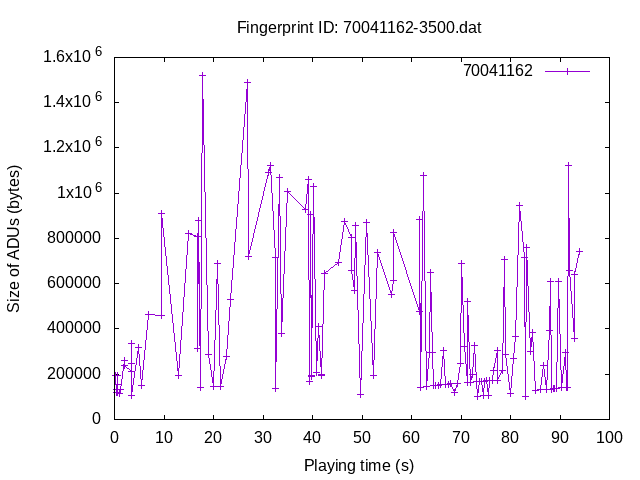 Fingerprint ID: 70041162-3500.dat
70041162
Size of ADUs (bytes)
1.6x10^6
1.4x10^6
1.2x10^6
1x10^6
800000
600000
400000
200000
0
0 10 20 30 40 50 60 70 80 90 100
Playing time (s)